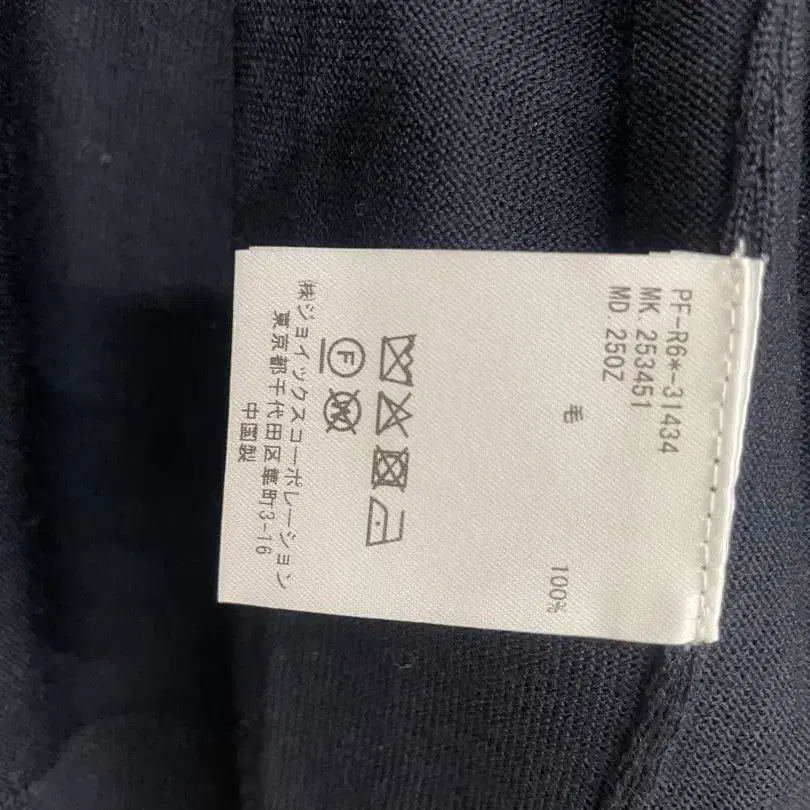 PF-R6*-31434
MK 253451
MD 250Z
毛 100%
F
W
㈱ジョイックスコーポレーション
東京都千代田区隼町3-16
中国製